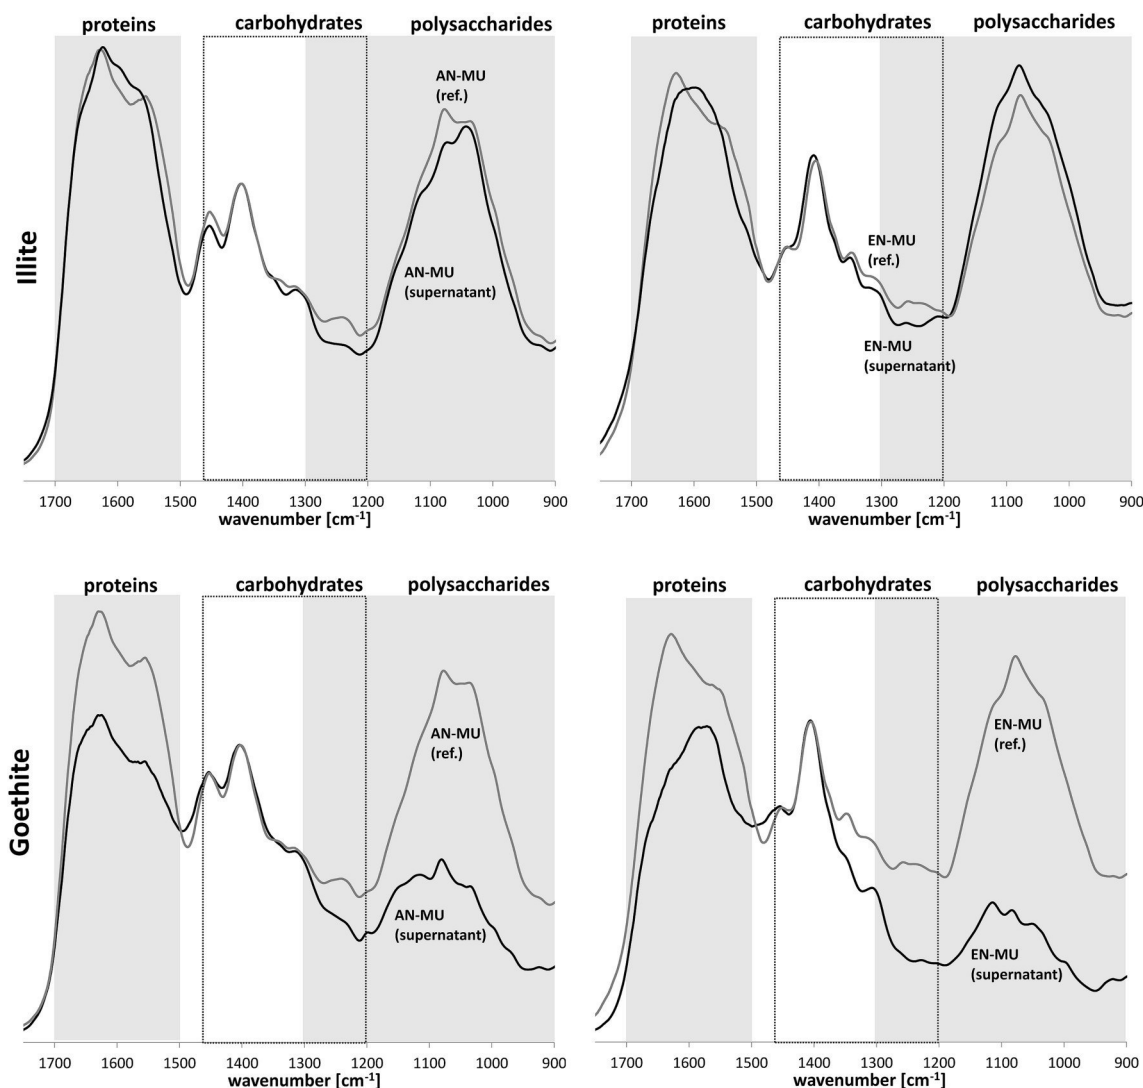 proteins carbohydrates polysaccharides
AN-MU
(ref.)
AN-MU
(supernatant)
Illite
1700 1600 1500 1400 1300 1200 1100 1000 900
wavenumber [cm⁻¹]
proteins carbohydrates polysaccharides
EN-MU
(ref.)
EN-MU
(supernatant)
1700 1600 1500 1400 1300 1200 1100 1000 900
wavenumber [cm⁻¹]
proteins carbohydrates polysaccharides
AN-MU
(ref.)
AN-MU
(supernatant)
Goethite
1700 1600 1500 1400 1300 1200 1100 1000 900
wavenumber [cm⁻¹]
proteins carbohydrates polysaccharides
EN-MU
(ref.)
EN-MU
(supernatant)
1700 1600 1500 1400 1300 1200 1100 1000 900
wavenumber [cm⁻¹]